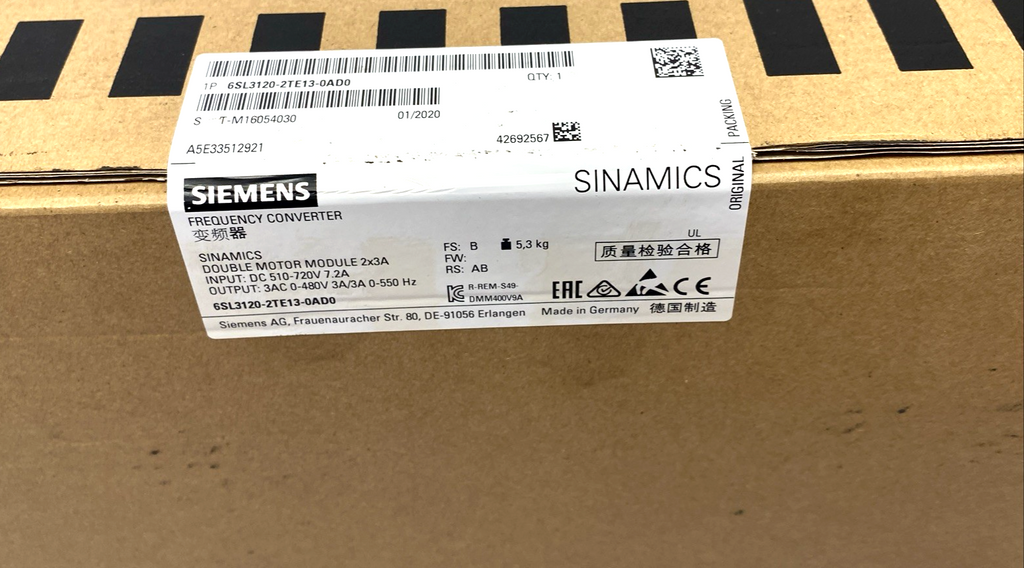 1P 6SL3120-2TE13-0AD0
QTY: 1
S T-M16054030
01/2020
A5E33512921
42692567
ORIGINAL PACKING
SIEMENS
SINAMICS
FREQUENCY CONVERTER
变频器
SINAMICS
DOUBLE MOTOR MODULE 2x3A
INPUT: DC 510-720V 7.2A
OUTPUT: 3AC 0-480V 3A/3A 0-550 Hz
6SL3120-2TE13-0AD0
FS: B
5,3 kg
FW:
RS: AB
UL
质量检验合格
R-REM-S49-
DMM400V9A
EAC
CE
Siemens AG, Frauenauracher Str. 80, DE-91056 Erlangen
Made in Germany 德国制造